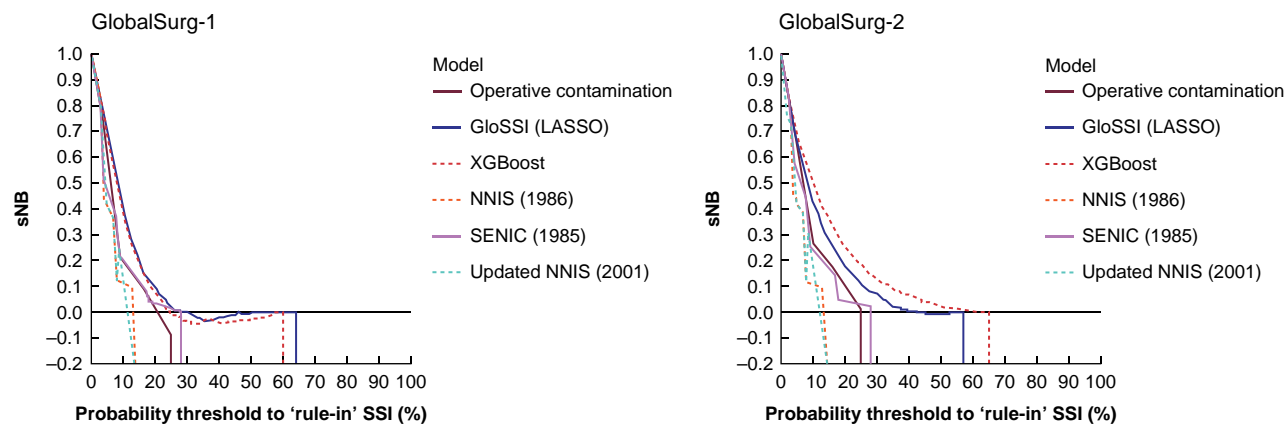 GlobalSurg-1
1.0
0.9
0.8
0.7
0.6
0.5
0.4
0.3
0.2
0.1
0.0
–0.1
–0.2
sNB
0 10 20 30 40 50 60 70 80 90 100
Probability threshold to ‘rule-in’ SSI (%)
Model
Operative contamination
GloSSI (LASSO)
XGBoost
NNIS (1986)
SENIC (1985)
Updated NNIS (2001)
GlobalSurg-2
1.0
0.9
0.8
0.7
0.6
0.5
0.4
0.3
0.2
0.1
0.0
–0.1
–0.2
sNB
0 10 20 30 40 50 60 70 80 90 100
Probability threshold to ‘rule-in’ SSI (%)
Model
Operative contamination
GloSSI (LASSO)
XGBoost
NNIS (1986)
SENIC (1985)
Updated NNIS (2001)